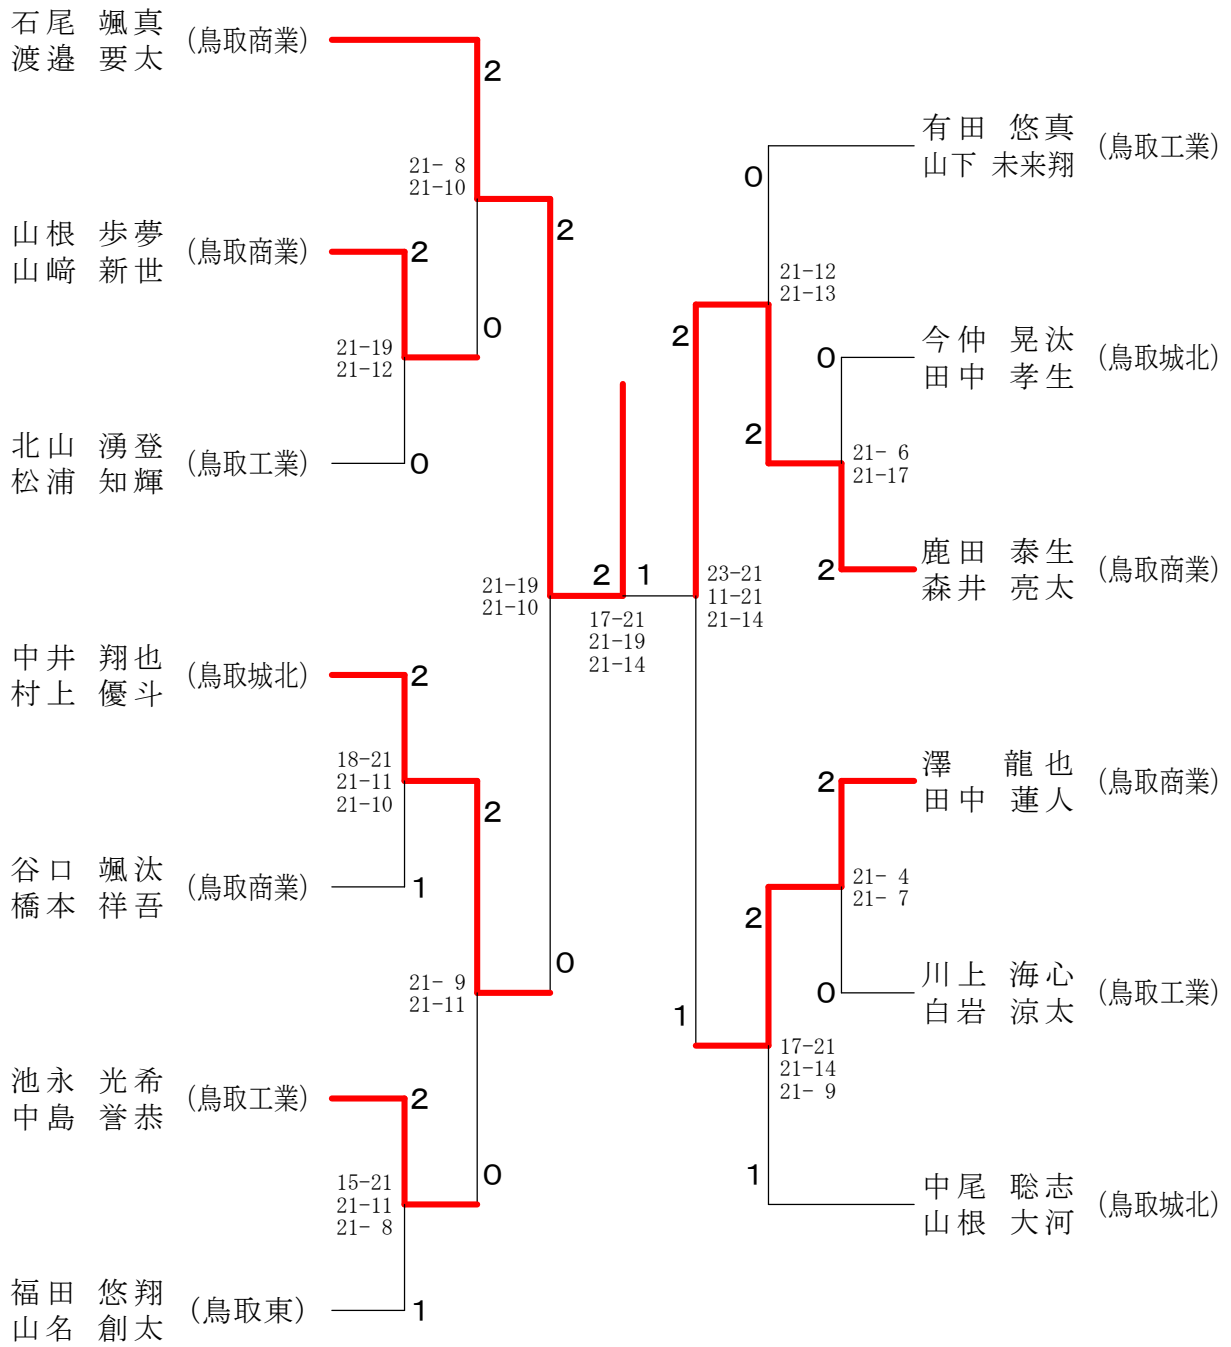 石尾 颯真
渡邉 要太
(鳥取商業)
2
21- 8
21-10
山根 歩夢
山﨑 新世
(鳥取商業)
2
2
0
21-19
21-12
北山 湧登
松浦 知輝
(鳥取工業)
0
21-19
21-10
中井 翔也
村上 優斗
(鳥取城北)
2
18-21
21-11
21-10
2
谷口 颯汰
橋本 祥吾
(鳥取商業)
1
0
21- 9
21-11
池永 光希
中島 誉恭
(鳥取工業)
2
15-21
21-11
21- 8
0
福田 悠翔
山名 創太
(鳥取東)
1
2
1
17-21
21-19
21-14
有田 悠真
山下 未来翔
(鳥取工業)
0
21-12
21-13
2
今仲 晃汰
田中 孝生
(鳥取城北)
0
2
21- 6
21-17
鹿田 泰生
森井 亮太
(鳥取商業)
2
23-21
11-21
21-14
澤 龍也
田中 蓮人
(鳥取商業)
2
21- 4
21- 7
2
川上 海心
白岩 涼太
(鳥取工業)
0
1
17-21
21-14
21- 9
中尾 聡志
山根 大河
(鳥取城北)
1